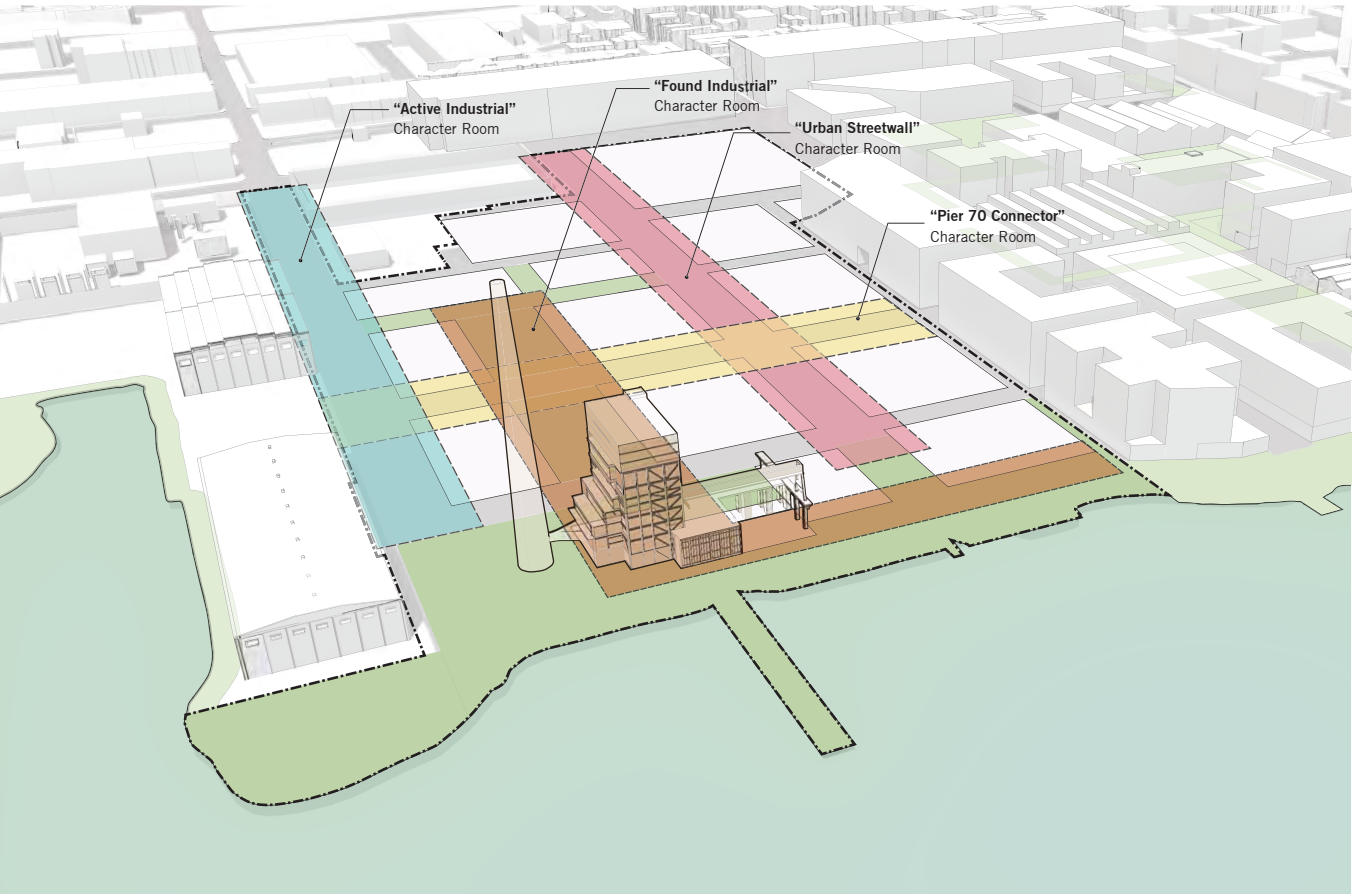 “Found Industrial”
Character Room
“Active Industrial”
Character Room
“Urban Streetwall”
Character Room
“Pier 70 Connector”
Character Room